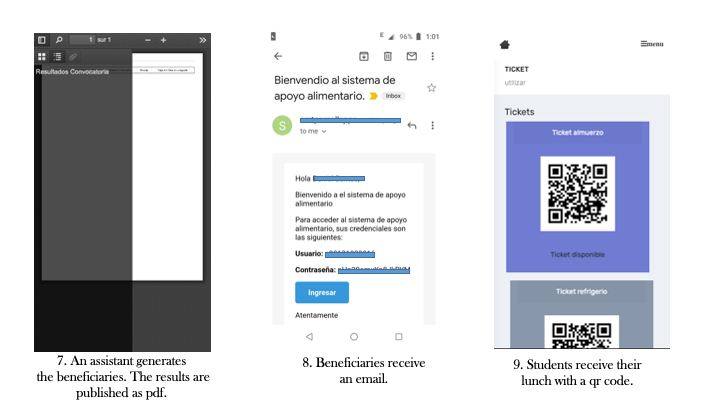 1 sur 1
Resultados Convocatoria
7. An assistant generates
the beneficiaries. The results are
published as pdf.
E 96% 1:01
Bienvendio al sistema de
apoyo alimentario. Inbox
S
to me
Hola
Bienvenido a el sistema de apoyo
alimentario
Para acceder al sistema de apoyo
alimentario, sus credenciales son
las siguientes:
Usuario:
Contraseña:
Ingresar
Atentamente
8. Beneficiaries receive
an email.
menu
TICKET
utilizar
Tickets
Ticket almuerzo
Ticket disponible
Ticket refrigerio
9. Students receive their
lunch with a qr code.